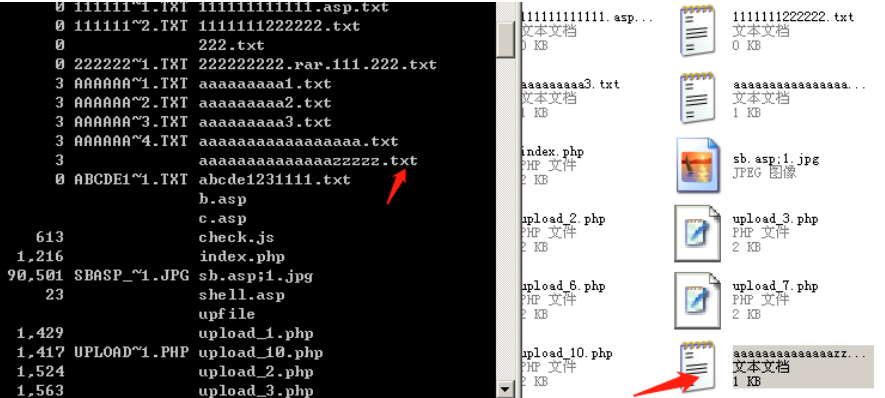 0 111111~1.TXT 111111111111.asp.txt
0 111111~2.TXT 1111111222222.txt
0 222.txt
0 222222~1.TXT 222222222.rar.111.222.txt
3 AAAAAA~1.TXT aaaaaaaaa1.txt
3 AAAAAA~2.TXT aaaaaaaaa2.txt
3 AAAAAA~3.TXT aaaaaaaaa3.txt
3 AAAAAA~4.TXT aaaaaaaaaaaaaaaaa.txt
3 aaaaaaaaaaaaaazzzzz.txt
0 ABCDE1~1.TXT abcde1231111.txt
b.asp
c.asp
613 check.js
1,216 index.php
90,501 SBASP_~1.JPG sb.asp;1.jpg
23 shell.asp
upfile
1,429 upload_1.php
1,417 UPLOAD~1.PHP upload_10.php
1,524 upload_2.php
1,563 upload_3.php
111111111111.asp...
文本文档
0 KB
1111111222222.txt
文本文档
0 KB
aaaaaaaaa3.txt
文本文档
1 KB
aaaaaaaaaaaaaaaaa...
文本文档
1 KB
index.php
PHP 文件
2 KB
sb.asp;1.jpg
JPEG 图像
upload_2.php
PHP 文件
2 KB
upload_3.php
PHP 文件
2 KB
upload_6.php
PHP 文件
2 KB
upload_7.php
PHP 文件
2 KB
upload_10.php
PHP 文件
2 KB
aaaaaaaaaaaaaazz...
文本文档
1 KB